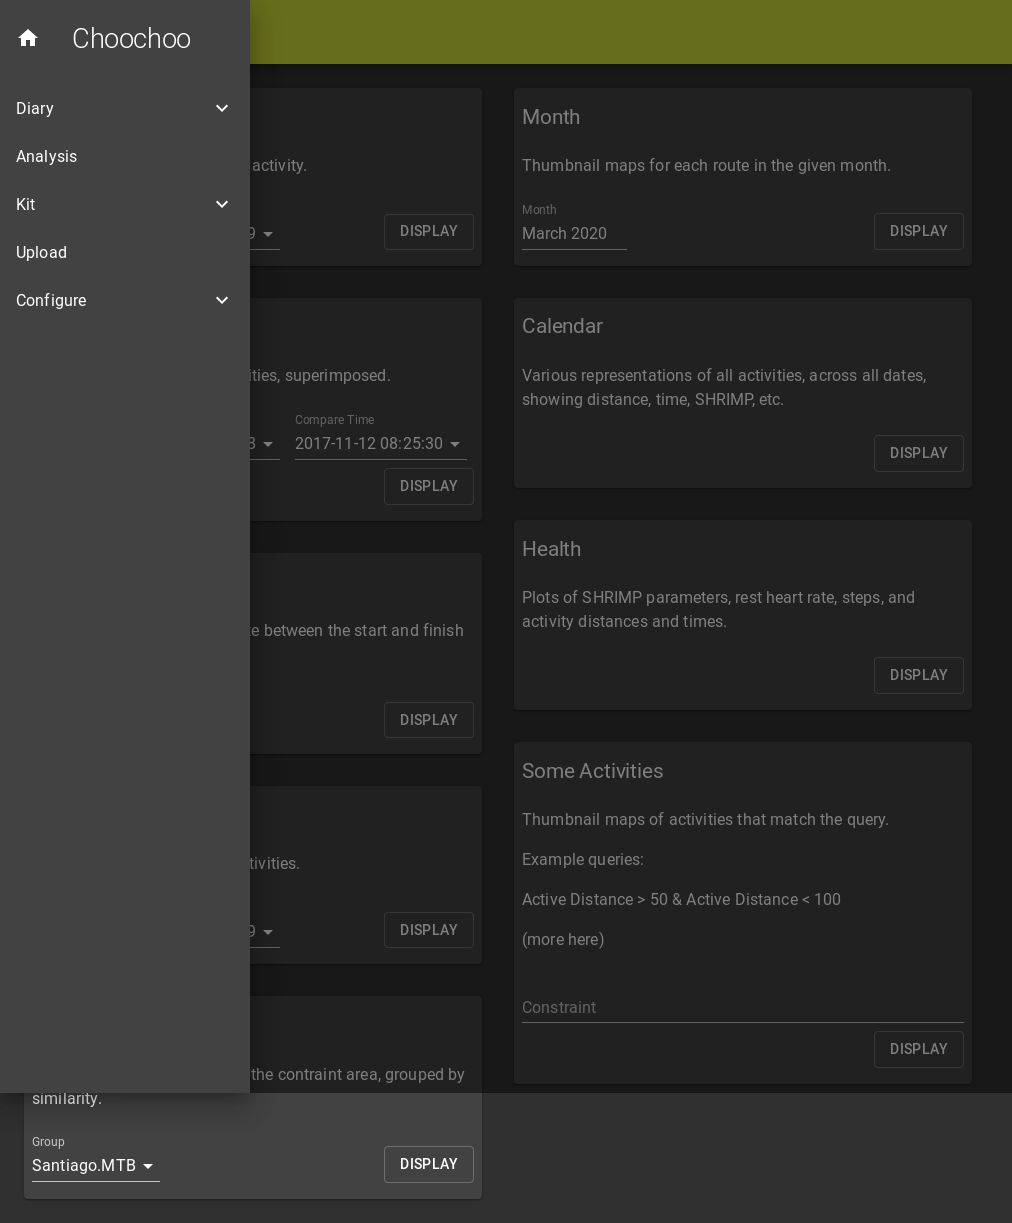 Choochoo
Diary
Analysis
Kit
Upload
Configure
activity.
9
DISPLAY
ities, superimposed.
Compare Time
3
2017-11-12 08:25:30
DISPLAY
between the start and finish
DISPLAY
tivities.
9
DISPLAY
the contraint area, grouped by
similarity.
Group
Santiago.MTB
DISPLAY
Month
Thumbnail maps for each route in the given month.
Month
March 2020
DISPLAY
Calendar
Various representations of all activities, across all dates,
showing distance, time, SHRIMP, etc.
DISPLAY
Health
Plots of SHRIMP parameters, rest heart rate, steps, and
activity distances and times.
DISPLAY
Some Activities
Thumbnail maps of activities that match the query.
Example queries:
Active Distance > 50 & Active Distance < 100
(more here)
Constraint
DISPLAY